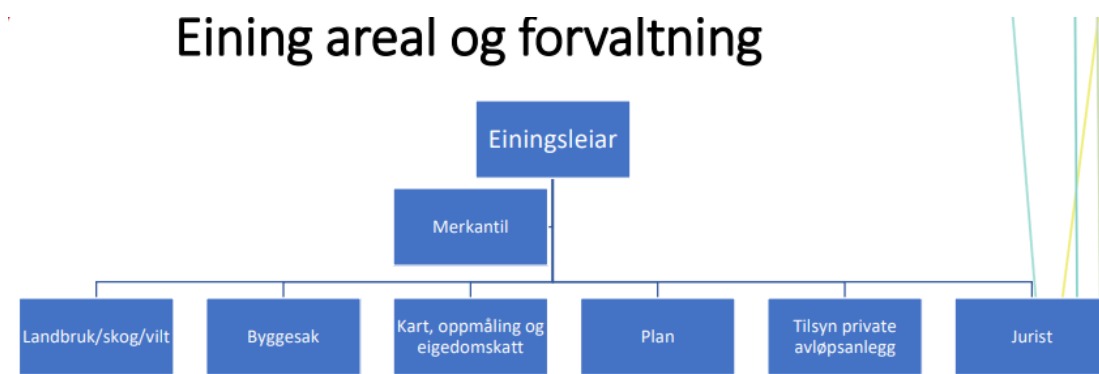 Eining areal og forvaltning
Einingsleiar
Merkantil
Landbruk/skog/vilt
Byggesak
Kart, oppmåling og
eigedomskatt
Plan
Tilsyn private
avløpsanlegg
Jurist